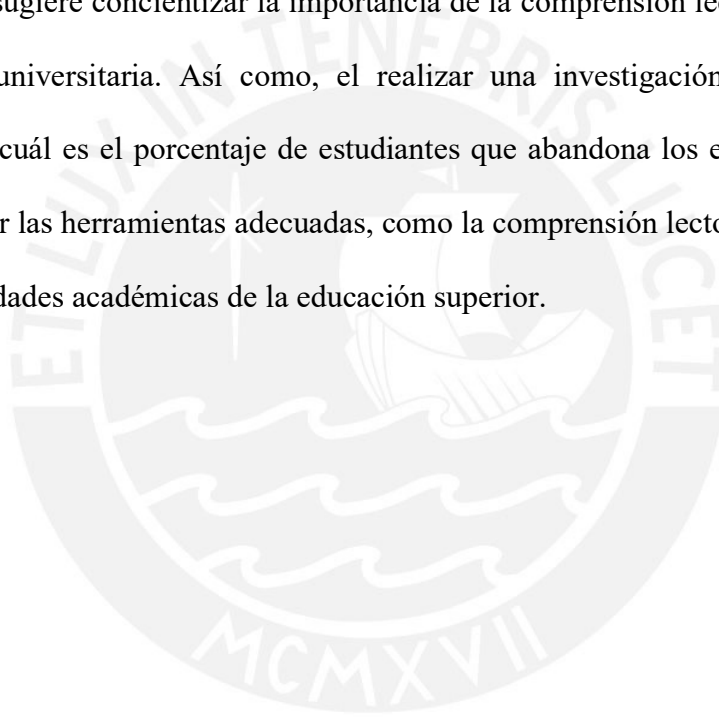 sugiere concientizar la importancia de la comprensión
universitaria. Así como, el realizar una investigación
cuál es el porcentaje de estudiantes que abandona los
las herramientas adecuadas, como la comprensión
académicas de la educación superior.
ET LUX IN TENEBRIS LUCET
MCMXVII